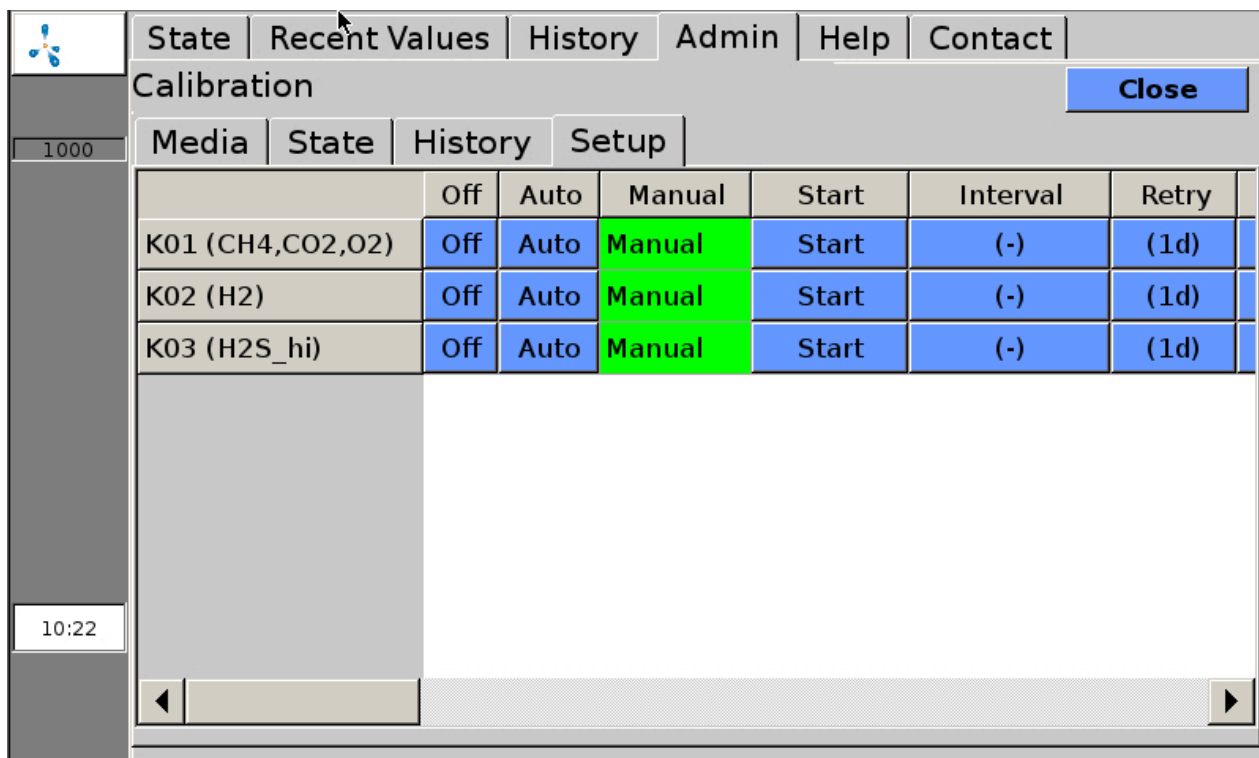 State Recent Values History Admin Help Contact
Calibration Close
1000
Media State History Setup
Off Auto Manual Start Interval Retry
K01 (CH4,CO2,O2) Off Auto Manual Start (-) (1d)
K02 (H2) Off Auto Manual Start (-) (1d)
K03 (H2S_hi) Off Auto Manual Start (-) (1d)
10:22